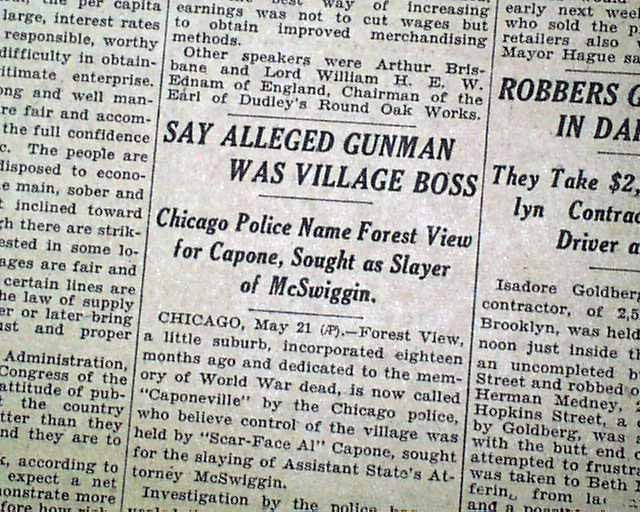 the per capita
large, interest rates
responsible, worthy
difficulty in obtain-
itimate enterprise.
ong and well man-
re fair and accom-
the full confidence
c. The people are
disposed to econo-
e main, sober and
t inclined toward
gh there are strik-
ested in some lo-
ages are fair and
certain lines are
he law of supply
er or later bring
ust and proper
Administration,
Congress of the
attitude of pub-
t the country
tter than they
nd they are to
k, according to
expect a net
monstrate more
way of increasing
earnings was not to cut wages but
to obtain improved merchandising
methods.
Other speakers were Arthur Bris-
bane and Lord William H. E. W.
Ednam of England, Chairman of the
Earl of Dudley's Round Oak Works.
SAY ALLEGED GUNMAN
WAS VILLAGE BOSS
Chicago Police Name Forest View
for Capone, Sought as Slayer
of McSwiggin.
CHICAGO, May 21 (AP).—Forest View,
a little suburb, incorporated eighteen
months ago and dedicated to the mem-
ory of World War dead, is now called
"Caponeville" by the Chicago police,
who believe control of the village was
held by "Scar-Face Al" Capone, sought
for the slaying of Assistant State's At-
torney McSwiggin.
Investigation by the police
early next week
who sold the p
retailers also
Mayor Hague sa
ROBBERS G
IN DA
They Take $2,
lyn Contra
Driver a
Isadore Goldber
contractor, of 2,5
Brooklyn, was held
noon just inside th
an uncompleted b
Street and robbed o
Herman Medney,
Hopkins Street, a
by Goldberg, was
with the butt end o
attempted to frustra
was taken to Beth
fering from la